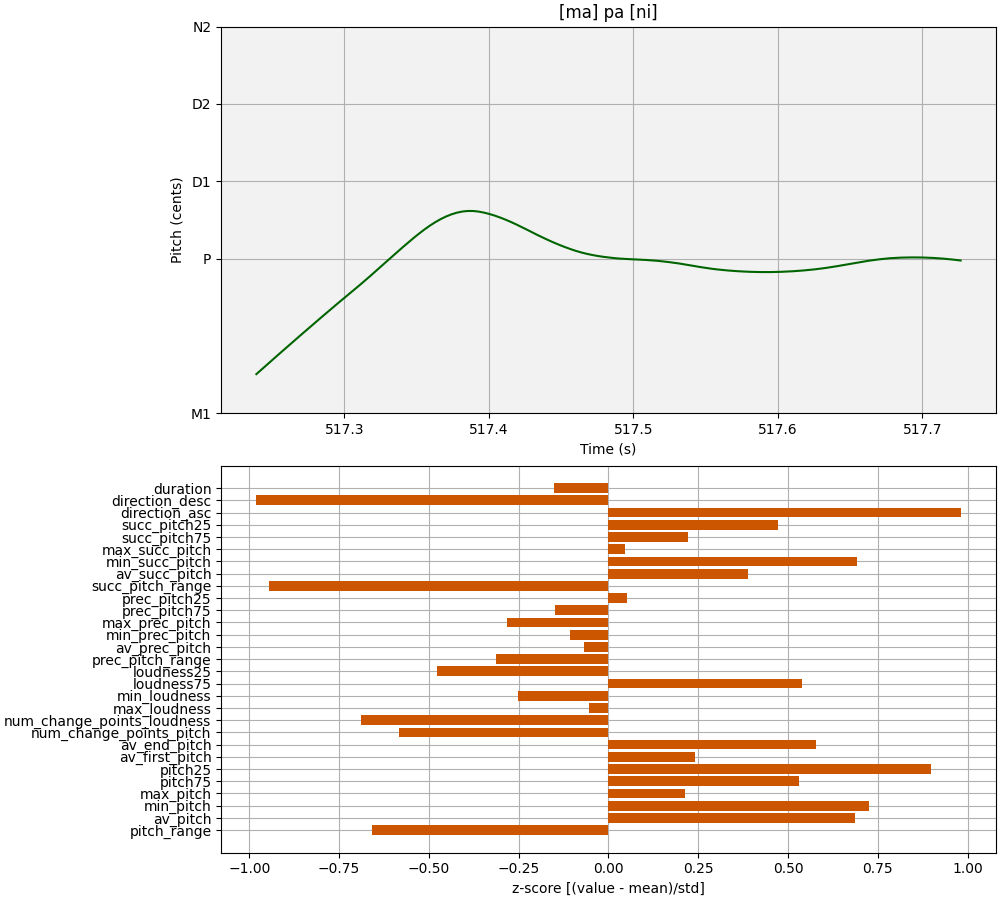 [ma] pa [ni]
N2
D2
D1
P
M1
Pitch (cents)
517.3 517.4 517.5 517.6 517.7
Time (s)
duration
direction_desc
direction_asc
succ_pitch25
succ_pitch75
max_succ_pitch
min_succ_pitch
av_succ_pitch
succ_pitch_range
prec_pitch25
prec_pitch75
max_prec_pitch
min_prec_pitch
av_prec_pitch
prec_pitch_range
loudness25
loudness75
min_loudness
max_loudness
num_change_points_loudness
num_change_points_pitch
av_end_pitch
av_first_pitch
pitch25
pitch75
max_pitch
min_pitch
av_pitch
pitch_range
−1.00 −0.75 −0.50 −0.25 0.00 0.25 0.50 0.75 1.00
z-score [(value - mean)/std]